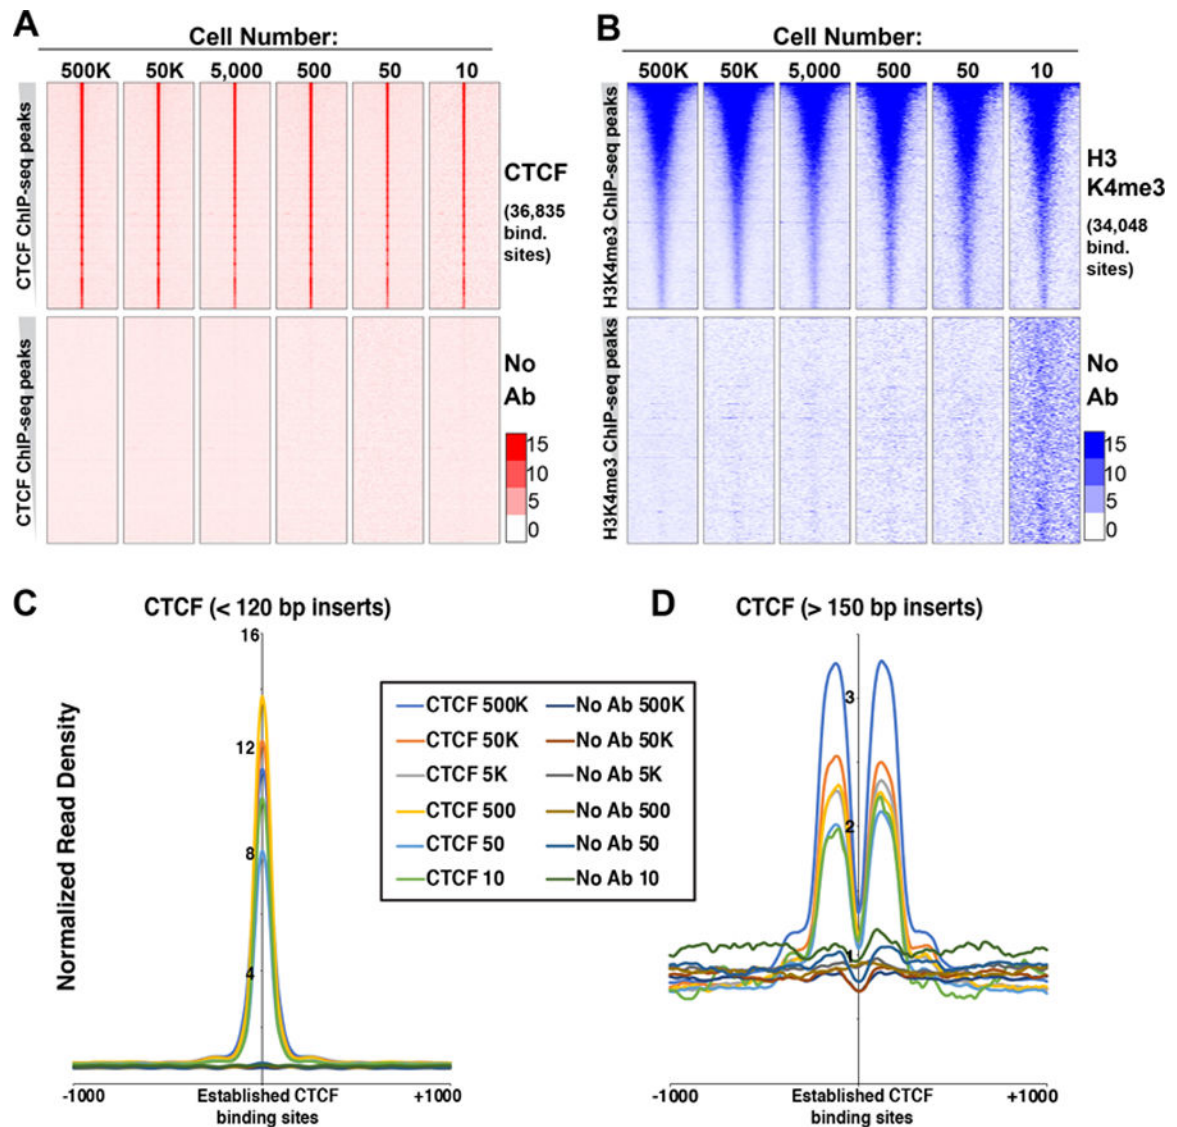 A
Cell Number:
500K 50K 5,000 500 50 10
CTCF ChIP-seq peaks
CTCF
(36,835
bind.
sites)
CTCF ChIP-seq peaks
No
Ab
15
10
5
0
B
Cell Number:
500K 50K 5,000 500 50 10
H3K4me3 ChIP-seq peaks
H3
K4me3
(34,048
bind.
sites)
H3K4me3 ChIP-seq peaks
No
Ab
15
10
5
0
C
CTCF (< 120 bp inserts)
Normalized Read Density
16
12
8
4
-1000 Established CTCF +1000
binding sites
CTCF 500K No Ab 500K
CTCF 50K No Ab 50K
CTCF 5K No Ab 5K
CTCF 500 No Ab 500
CTCF 50 No Ab 50
CTCF 10 No Ab 10
D
CTCF (> 150 bp inserts)
3
2
1
-1000 Established CTCF +1000
binding sites